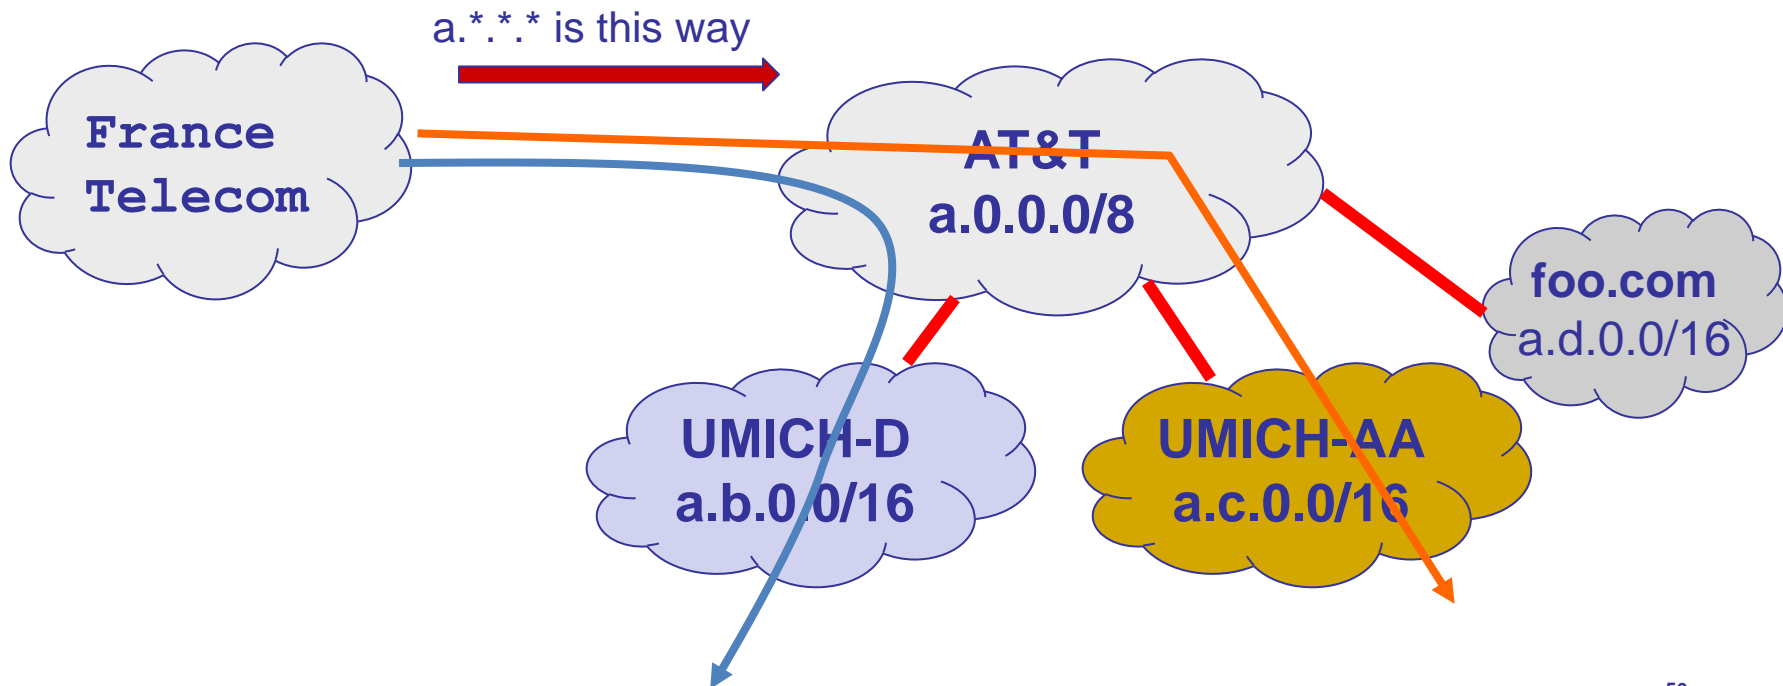 a.*.*.* is this way
France
Telecom
AT&T
a.0.0.0/8
foo.com
a.d.0.0/16
UMICH-D
a.b.0.0/16
UMICH-AA
a.c.0.0/16